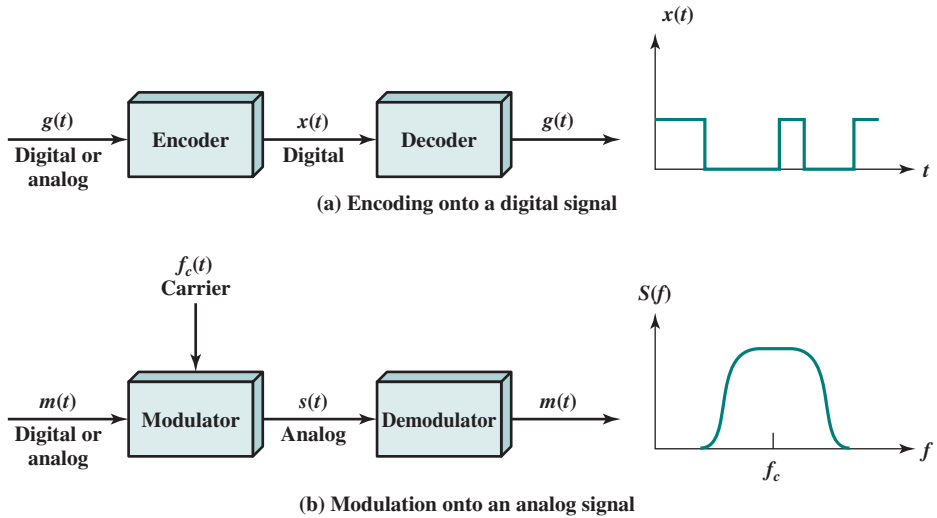 x(t)
g(t)
Digital or
analog
Encoder
x(t)
Digital
Decoder
g(t)
t
(a) Encoding onto a digital signal
f_c(t)
Carrier
S(f)
m(t)
Digital or
analog
Modulator
s(t)
Analog
Demodulator
m(t)
f_c
f
(b) Modulation onto an analog signal